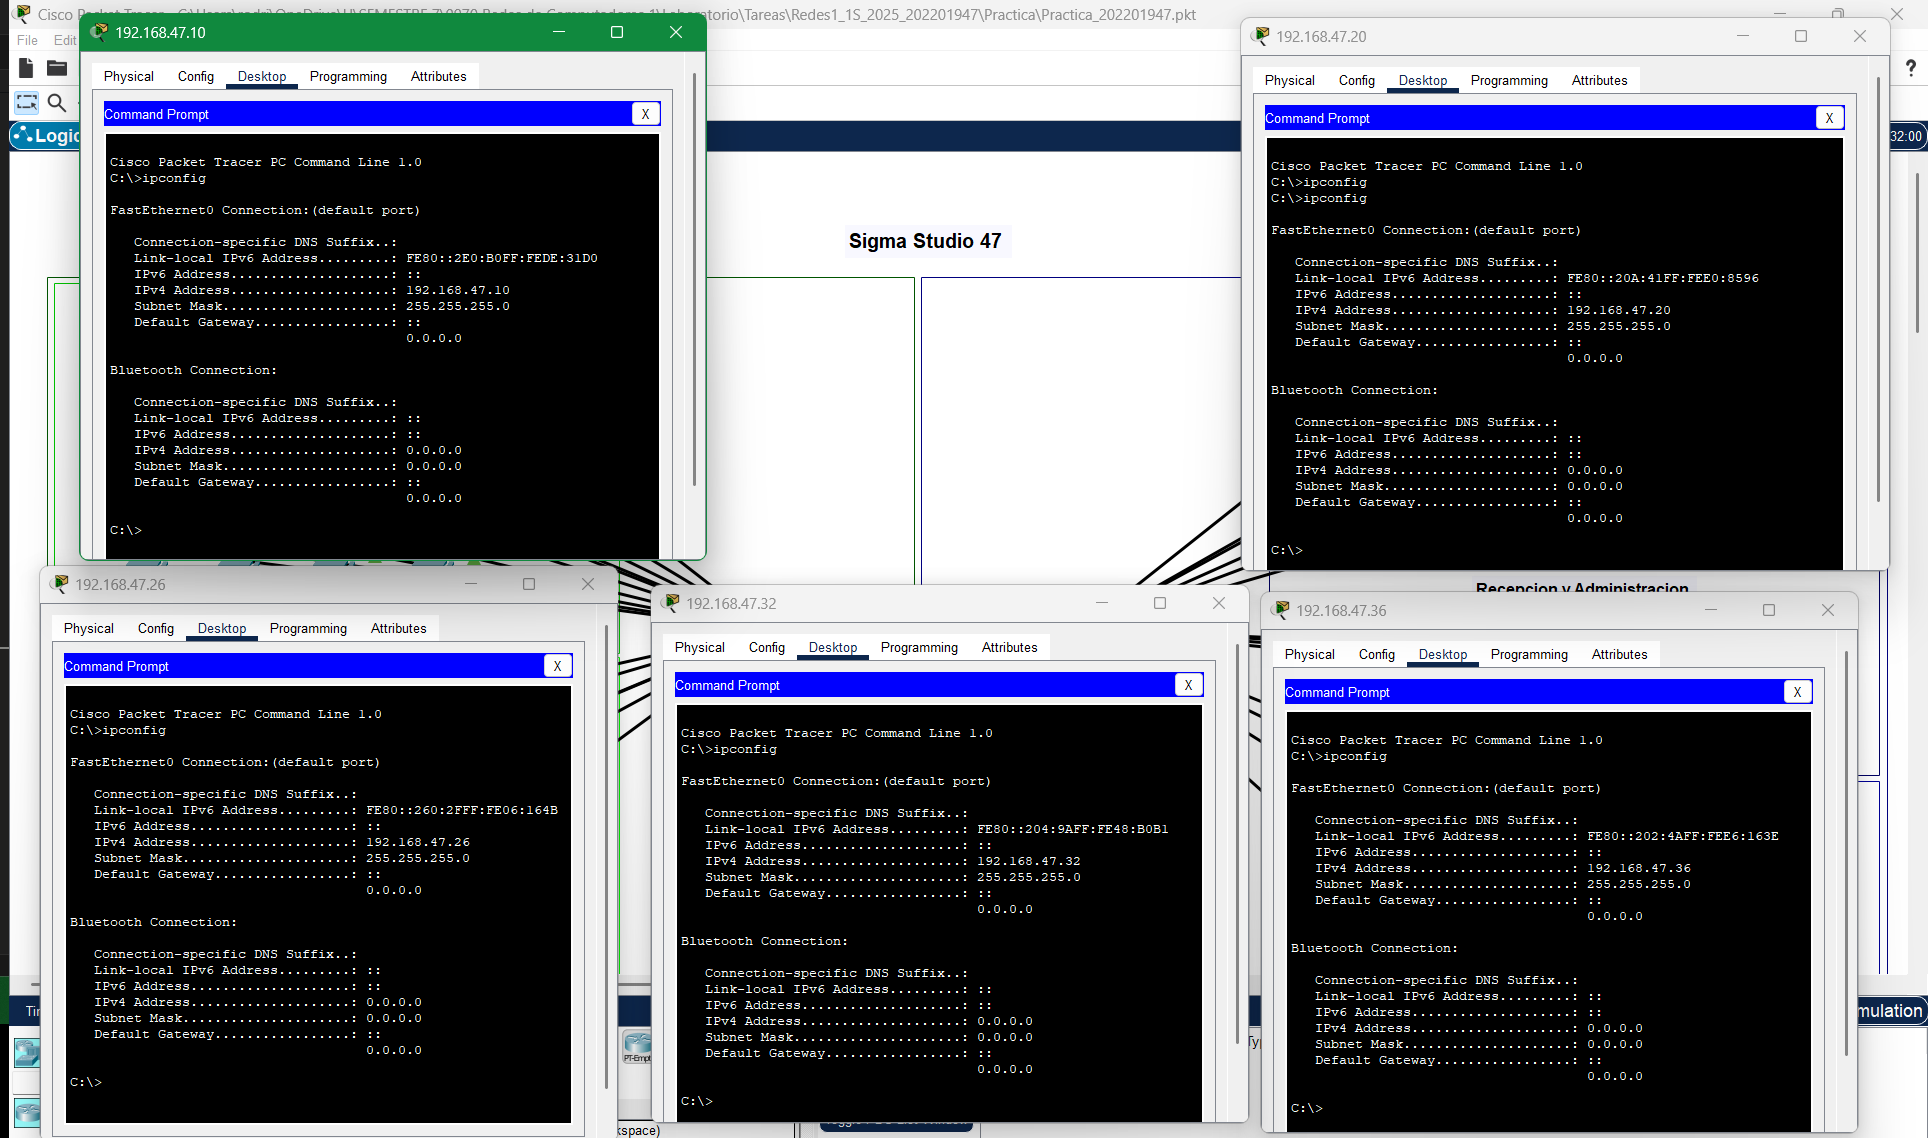 Cisco Pack
orio\Tareas\Redes1_1S_2025_202201947\Practica\Practica_202201947.pkt
File Edit
Logic
32:00
Sigma Studio 47
192.168.47.10
Physical Config Desktop Programming Attributes
Command Prompt X
Cisco Packet Tracer PC Command Line 1.0
C:\>ipconfig
FastEthernet0 Connection:(default port)
Connection-specific DNS Suffix..:
Link-local IPv6 Address.........: FE80::2E0:B0FF:FEDE:31D0
IPv6 Address....................: ::
IPv4 Address....................: 192.168.47.10
Subnet Mask.....................: 255.255.255.0
Default Gateway.................: ::
0.0.0.0
Bluetooth Connection:
Connection-specific DNS Suffix..:
Link-local IPv6 Address.........: ::
IPv6 Address....................: ::
IPv4 Address....................: 0.0.0.0
Subnet Mask.....................: 0.0.0.0
Default Gateway.................: ::
0.0.0.0
C:\>
192.168.47.20
Physical Config Desktop Programming Attributes
Command Prompt X
Cisco Packet Tracer PC Command Line 1.0
C:\>ipconfig
C:\>ipconfig
FastEthernet0 Connection:(default port)
Connection-specific DNS Suffix..:
Link-local IPv6 Address.........: FE80::20A:41FF:FEE0:8596
IPv6 Address....................: ::
IPv4 Address....................: 192.168.47.20
Subnet Mask.....................: 255.255.255.0
Default Gateway.................: ::
0.0.0.0
Bluetooth Connection:
Connection-specific DNS Suffix..:
Link-local IPv6 Address.........: ::
IPv6 Address....................: ::
IPv4 Address....................: 0.0.0.0
Subnet Mask.....................: 0.0.0.0
Default Gateway.................: ::
0.0.0.0
C:\>
Recepcion y Administracion
192.168.47.26
Physical Config Desktop Programming Attributes
Command Prompt X
Cisco Packet Tracer PC Command Line 1.0
C:\>ipconfig
FastEthernet0 Connection:(default port)
Connection-specific DNS Suffix..:
Link-local IPv6 Address.........: FE80::260:2FFF:FE06:164B
IPv6 Address....................: ::
IPv4 Address....................: 192.168.47.26
Subnet Mask.....................: 255.255.255.0
Default Gateway.................: ::
0.0.0.0
Bluetooth Connection:
Connection-specific DNS Suffix..:
Link-local IPv6 Address.........: ::
IPv6 Address....................: ::
IPv4 Address....................: 0.0.0.0
Subnet Mask.....................: 0.0.0.0
Default Gateway.................: ::
0.0.0.0
C:\>
192.168.47.32
Physical Config Desktop Programming Attributes
Command Prompt X
Cisco Packet Tracer PC Command Line 1.0
C:\>ipconfig
FastEthernet0 Connection:(default port)
Connection-specific DNS Suffix..:
Link-local IPv6 Address.........: FE80::204:9AFF:FE48:B0B1
IPv6 Address....................: ::
IPv4 Address....................: 192.168.47.32
Subnet Mask.....................: 255.255.255.0
Default Gateway.................: ::
0.0.0.0
Bluetooth Connection:
Connection-specific DNS Suffix..:
Link-local IPv6 Address.........: ::
IPv6 Address....................: ::
IPv4 Address....................: 0.0.0.0
Subnet Mask.....................: 0.0.0.0
Default Gateway.................: ::
0.0.0.0
C:\>
192.168.47.36
Physical Config Desktop Programming Attributes
Command Prompt X
Cisco Packet Tracer PC Command Line 1.0
C:\>ipconfig
FastEthernet0 Connection:(default port)
Connection-specific DNS Suffix..:
Link-local IPv6 Address.........: FE80::202:4AFF:FEE6:163E
IPv6 Address....................: ::
IPv4 Address....................: 192.168.47.36
Subnet Mask.....................: 255.255.255.0
Default Gateway.................: ::
0.0.0.0
Bluetooth Connection:
Connection-specific DNS Suffix..:
Link-local IPv6 Address.........: ::
IPv6 Address....................: ::
IPv4 Address....................: 0.0.0.0
Subnet Mask.....................: 0.0.0.0
Default Gateway.................: ::
0.0.0.0
C:\>
Ti
PT-Empt
mulation
kspace)